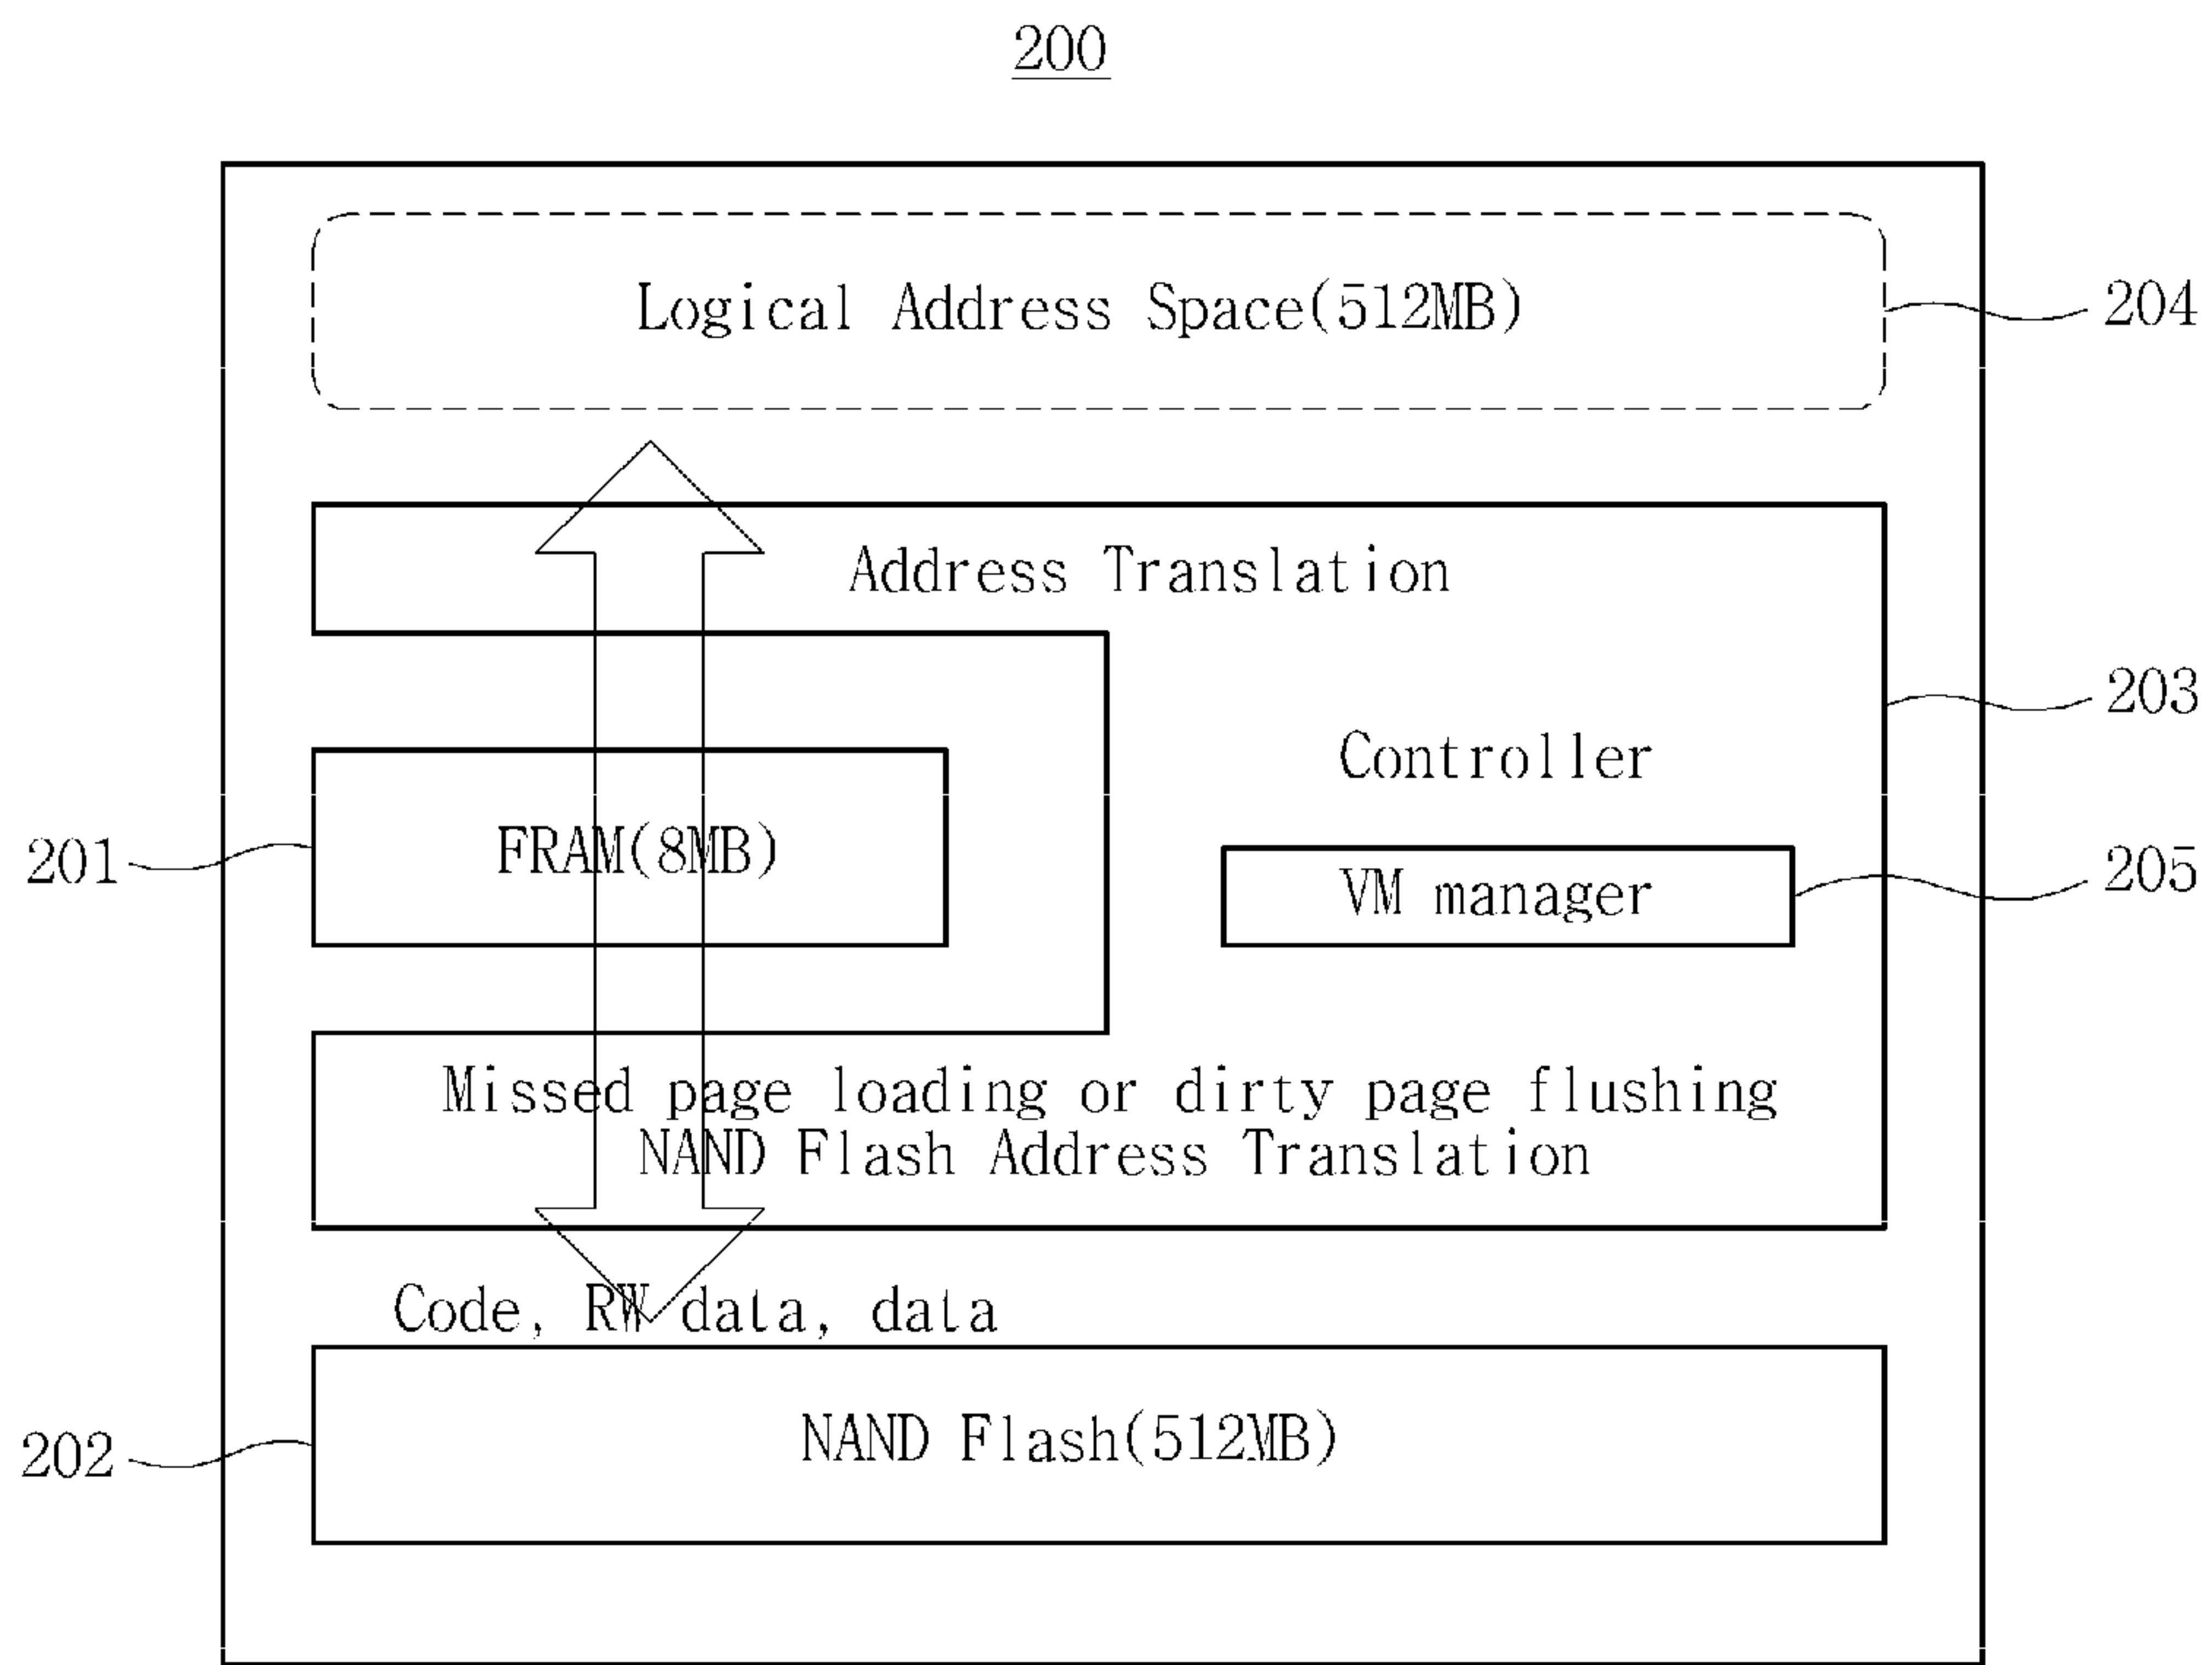 200
Logical Address Space(512MB)
204
Address Translation
203
Controller
FRAM(8MB)
201
VM manager
205
Missed page loading or dirty page flushing
NAND Flash Address Translation
Code, RW data, data
NAND Flash(512MB)
202